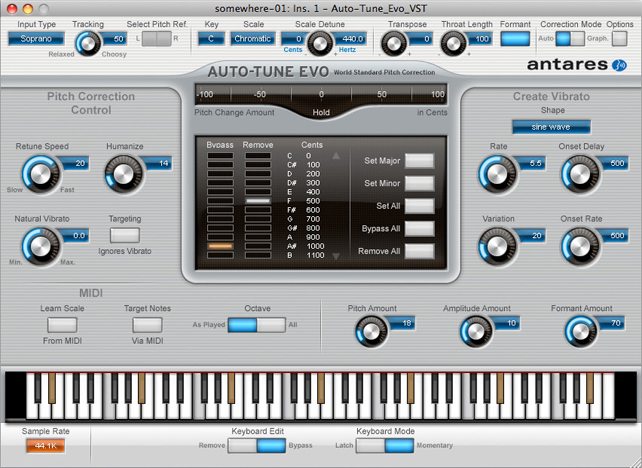 somewhere-01: Ins. 1 - Auto-Tune_Evo_VST
Input Type Tracking Select Pitch Ref. Key Scale Scale Detune Transpose Throat Length Formant Correction Mode Options
Soprano 50 L R C Chromatic 0 440.0 0 100 Auto Graph.
Relaxed Choosy Cents Hertz
AUTO-TUNE EVO World Standard Pitch Correction
antares
-100 -50 0 50 100
Pitch Change Amount Hold in Cents
Pitch Correction
Control
Retune Speed Humanize
20 14
Slow Fast
Natural Vibrato Targeting
0.0
Min. Max. Ignores Vibrato
Bypass Remove Cents
C 0
C# 100
D 200
D# 300
E 400
F 500
F# 600
G 700
G# 800
A 900
A# 1000
B 1100
Set Major
Set Minor
Set All
Bypass All
Remove All
Create Vibrato
Shape
sine wave
Rate Onset Delay
5.5 500
Variation Onset Rate
20 500
MIDI
Learn Scale Target Notes Octave
As Played All
From MIDI Via MIDI
Pitch Amount Amplitude Amount Formant Amount
18 10 70
Sample Rate Keyboard Edit Keyboard Mode
44.1K Remove Bypass Latch Momentary